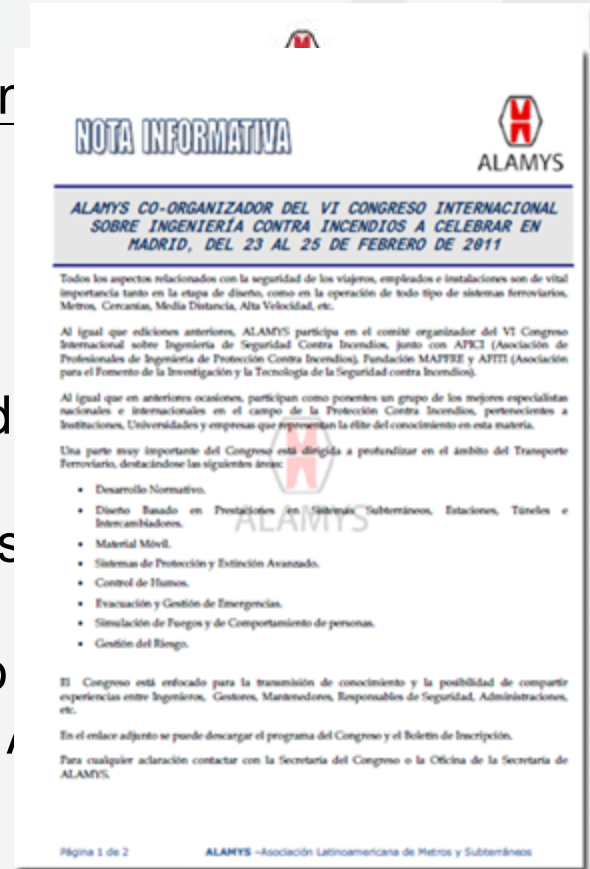 NOTA INFORMATIVA
ALAMYS
ALAMYS CO-ORGANIZADOR DEL VI CONGRESO INTERNACIONAL
SOBRE INGENIERÍA CONTRA INCENDIOS A CELEBRAR EN
MADRID, DEL 23 AL 25 DE FEBRERO DE 2011
Todos los aspectos relacionados con la seguridad de los viajeros, empleados e instalaciones son de vital
importancia tanto en la etapa de diseño, como en la operación de todo tipo de sistemas ferroviarios,
Metros, Cercanías, Media Distancia, Alta Velocidad, etc.
Al igual que ediciones anteriores, ALAMYS participa en el comité organizador del VI Congreso
Internacional sobre Ingeniería de Seguridad Contra Incendios, junto con APICI (Asociación de
Profesionales de Ingeniería de Protección Contra Incendios), Fundación MAPFRE y AFITI (Asociación
para el Fomento de la Investigación y la Tecnología de la Seguridad contra Incendios).
Al igual que en anteriores ocasiones, participan como ponentes un grupo de los mejores especialistas
nacionales e internacionales en el campo de la Protección Contra Incendios, pertenecientes a
Instituciones, Universidades y empresas que representan la élite del conocimiento en esta materia.
Una parte muy importante del Congreso está dirigida a profundizar en el ámbito del Transporte
Ferroviario, destacándose las siguientes áreas:
• Desarrollo Normativo.
• Diseño Basado en Prestaciones en Sistemas Subterráneos, Estaciones, Túneles e
Intercambiadores.
ALAMYS
• Material Móvil.
• Sistemas de Protección y Extinción Avanzado.
• Control de Humos.
• Evacuación y Gestión de Emergencias.
• Simulación de Fuegos y de Comportamiento de personas.
• Gestión del Riesgo.
El Congreso está enfocado para la transmisión de conocimiento y la posibilidad de compartir
experiencias entre Ingenieros, Gestores, Mantenedores, Responsables de Seguridad, Administraciones,
etc.
En el enlace adjunto se puede descargar el programa del Congreso y el Boletín de Inscripción.
Para cualquier aclaración contactar con la Secretaría del Congreso o la Oficina de la Secretaría de
ALAMYS.
Página 1 de 2 ALAMYS –Asociación Latinoamericana de Metros y Subterráneos